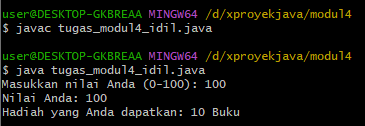 user@DESKTOP-GKBREAA MINGW64 /d/xproyekjava/modul4
$ javac tugas_modul4_idil.java
user@DESKTOP-GKBREAA MINGW64 /d/xproyekjava/modul4
$ java tugas_modul4_idil.java
Masukkan nilai Anda (0-100): 100
Nilai Anda: 100
Hadiah yang Anda dapatkan: 10 Buku